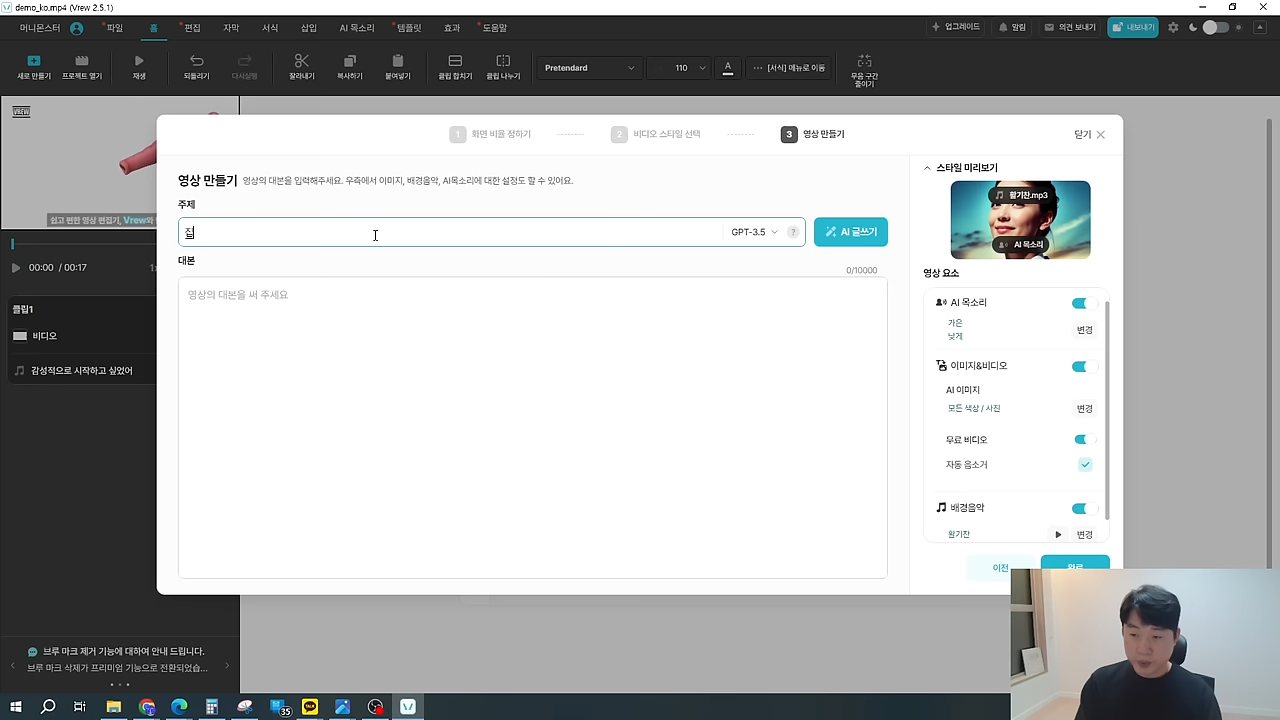 demo_ko.mp4 (Vrew 2.5.1)
머니몬스터 파일 홈 편집 자막 서식 삽입 AI 목소리 템플릿 효과 도움말 업그레이드 알림 의견 보내기 내보내기
새로 만들기 프로젝트 열기 재생 되돌리기 다시실행 잘라내기 복사하기 붙여넣기 클립 합치기 클립 나누기 Pretendard 110 A [서식] 메뉴로 이동 무음 구간 줄이기
VREW
쉽고 편한 영상 편집기, Vrew와
00:00 / 00:17
클립1
비디오
감성적으로 시작하고 싶었어
브루 마크 제거 기능에 대하여 안내 드립니다.
브루 마크 삭제가 프리미엄 기능으로 전환되었습...
1 화면 비율 정하기 2 비디오 스타일 선택 3 영상 만들기 닫기
영상 만들기 영상의 대본을 입력해주세요. 우측에서 이미지, 배경음악, AI목소리에 대한 설정도 할 수 있어요.
주제
집 GPT-3.5 ? AI 글쓰기
대본
0/10000
영상의 대본을 써 주세요
스타일 미리보기
활기찬.mp3
AI 목소리
영상 요소
AI 목소리
가은
낮게
변경
이미지&비디오
AI 이미지
모든 색상 / 사진 변경
무료 비디오
자동 음소거
배경음악
활기찬 변경
이전 완료
35
TALK